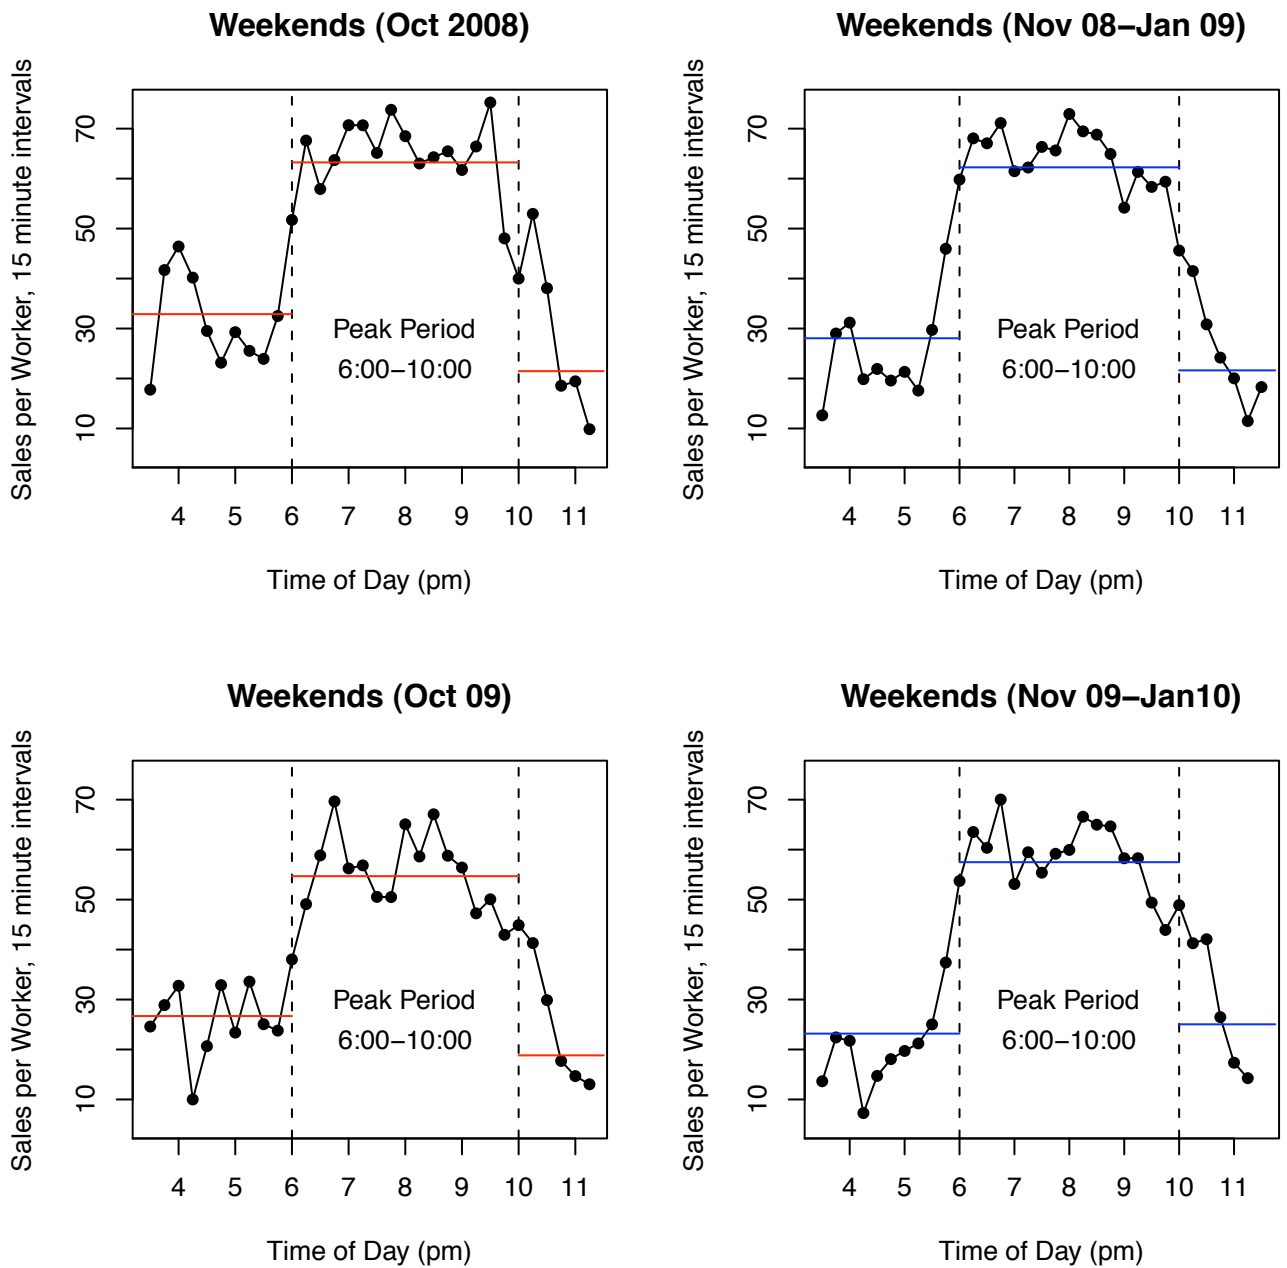 Weekends (Oct 2008)
Sales per Worker, 15 minute intervals
70
50
30
10
Peak Period
6:00–10:00
4 5 6 7 8 9 10 11
Time of Day (pm)
Weekends (Nov 08–Jan 09)
Sales per Worker, 15 minute intervals
70
50
30
10
Peak Period
6:00–10:00
4 5 6 7 8 9 10 11
Time of Day (pm)
Weekends (Oct 09)
Sales per Worker, 15 minute intervals
70
50
30
10
Peak Period
6:00–10:00
4 5 6 7 8 9 10 11
Time of Day (pm)
Weekends (Nov 09–Jan10)
Sales per Worker, 15 minute intervals
70
50
30
10
Peak Period
6:00–10:00
4 5 6 7 8 9 10 11
Time of Day (pm)